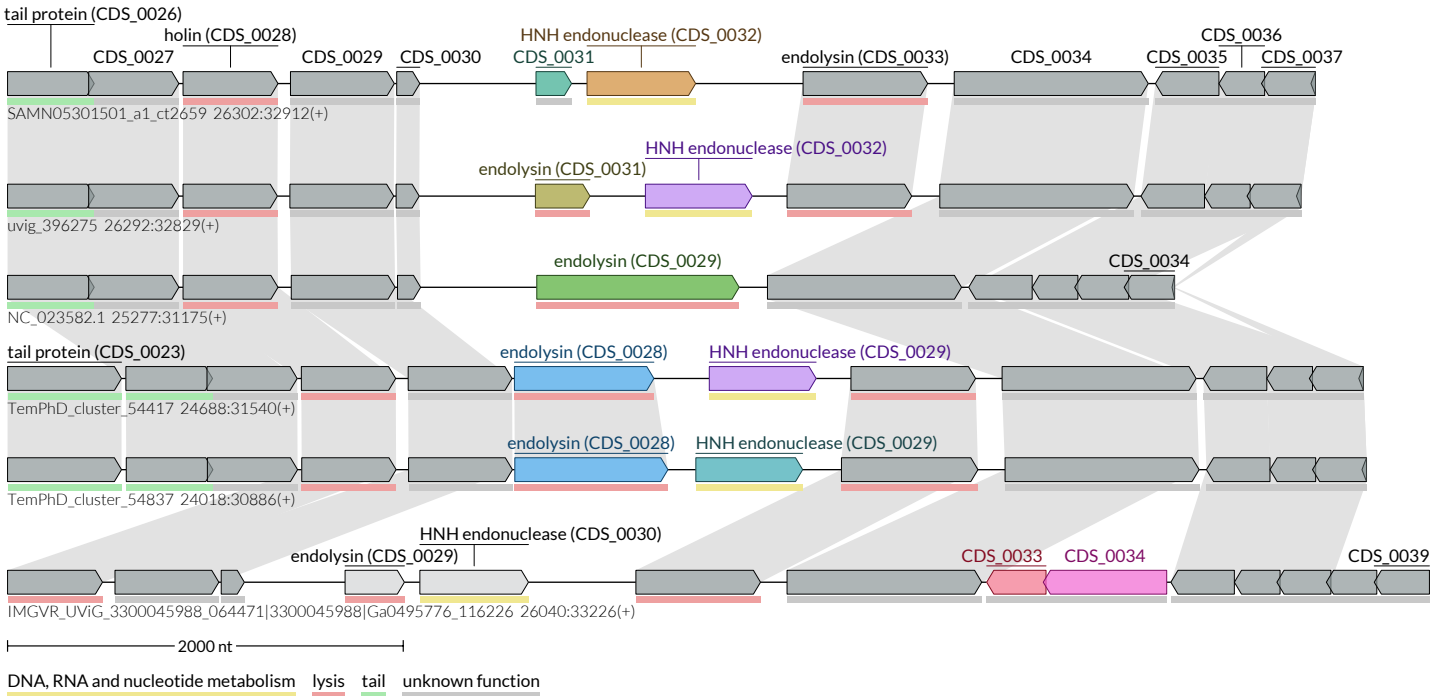 tail protein (CDS_0026)
holin (CDS_0028)
HNH endonuclease (CDS_0032)
CDS_0036
CDS_0027
CDS_0029
CDS_0030
CDS_0031
endolysin (CDS_0033)
CDS_0034
CDS_0035
CDS_0037
SAMN05301501_a1_ct2659 26302:32912(+)
HNH endonuclease (CDS_0032)
endolysin (CDS_0031)
uvig_396275 26292:32829(+)
endolysin (CDS_0029)
CDS_0034
NC_023582.1 25277:31175(+)
tail protein (CDS_0023)
endolysin (CDS_0028)
HNH endonuclease (CDS_0029)
TemPhD_cluster_54417 24688:31540(+)
endolysin (CDS_0028)
HNH endonuclease (CDS_0029)
TemPhD_cluster_54837 24018:30886(+)
HNH endonuclease (CDS_0030)
endolysin (CDS_0029)
CDS_0033
CDS_0034
CDS_0039
IMGVR_UViG_3300045988_064471|3300045988|Ga0495776_116226 26040:33226(+)
2000 nt
DNA, RNA and nucleotide metabolism
lysis
tail
unknown function